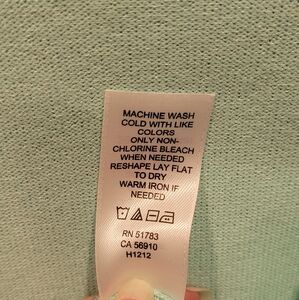 MACHINE WASH
COLD WITH LIKE
COLORS
ONLY NON-
CHLORINE BLEACH
WHEN NEEDED
RESHAPE LAY FLAT
TO DRY
WARM IRON IF
NEEDED
RN 51783
CA 56910
H1212